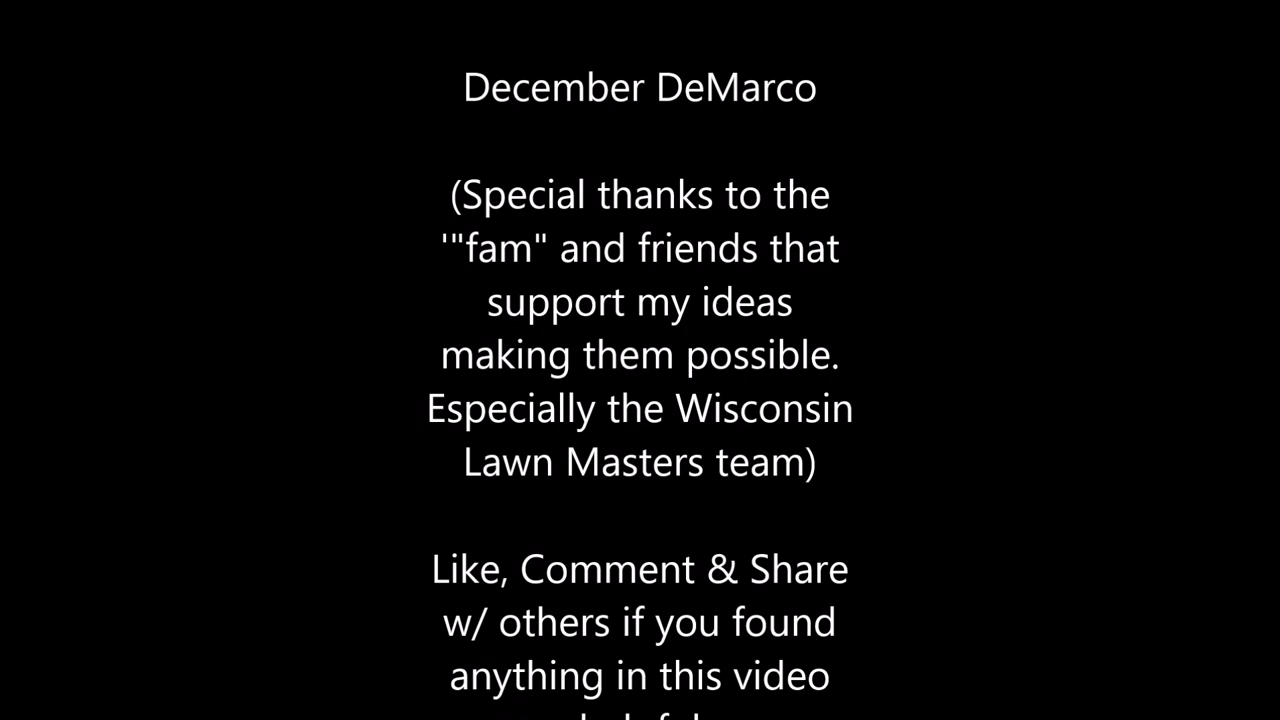 December DeMarco
(Special thanks to the
'"fam" and friends that
support my ideas
making them possible.
Especially the Wisconsin
Lawn Masters team)
Like, Comment & Share
w/ others if you found
anything in this video